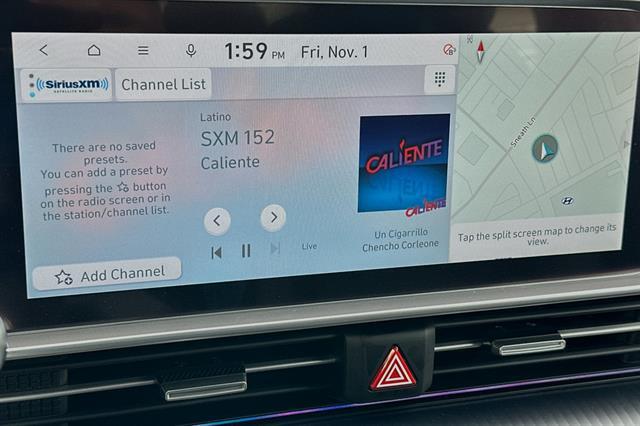 1:59 PM Fri, Nov. 1
SiriusXM
SATELLITE RADIO
Channel List
There are no saved
presets.
You can add a preset by
pressing the button
on the radio screen or in
the station/channel list.
Add Channel
Latino
SXM 152
Caliente
Live
CALIENTE
CALIENTE
Un Cigarrillo
Chencho Corleone
Sneath Ln
Tap the split screen map to change its
view.